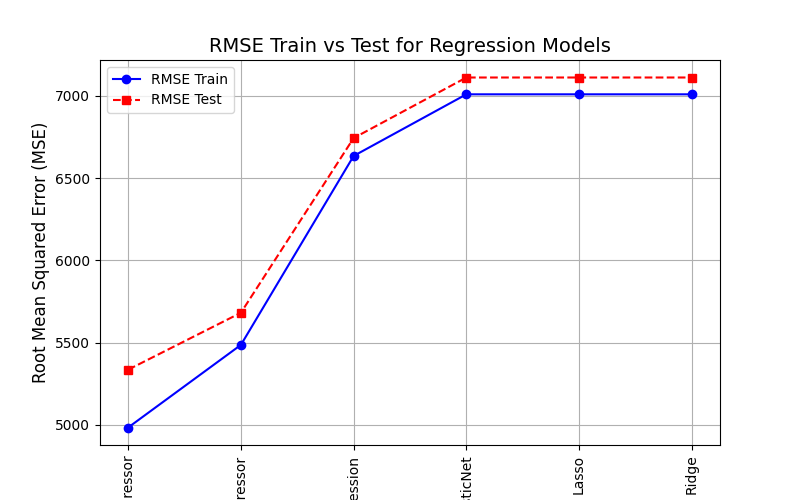 RMSE Train vs Test for Regression Models
RMSE Train
RMSE Test
Root Mean Squared Error (MSE)
7000
6500
6000
5500
5000
ressor
ressor
ession
ticNet
Lasso
Ridge